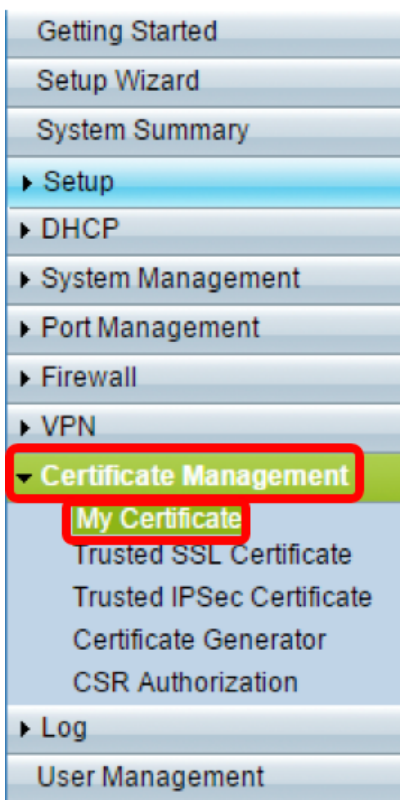 Getting Started
Setup Wizard
System Summary
Setup
DHCP
System Management
Port Management
Firewall
VPN
Certificate Management
My Certificate
Trusted SSL Certificate
Trusted IPSec Certificate
Certificate Generator
CSR Authorization
Log
User Management